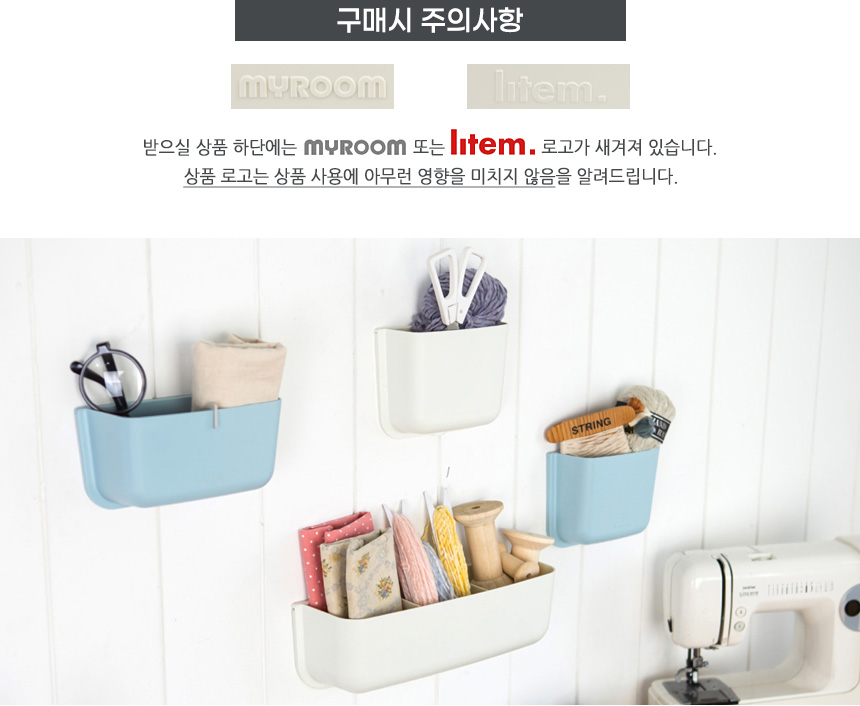 구매시 주의사항
MYROOM litem.
받으실 상품 하단에는 MYROOM 또는 litem. 로고가 새겨져 있습니다.
상품 로고는 상품 사용에 아무런 영향을 미치지 않음을 알려드립니다.
STRING